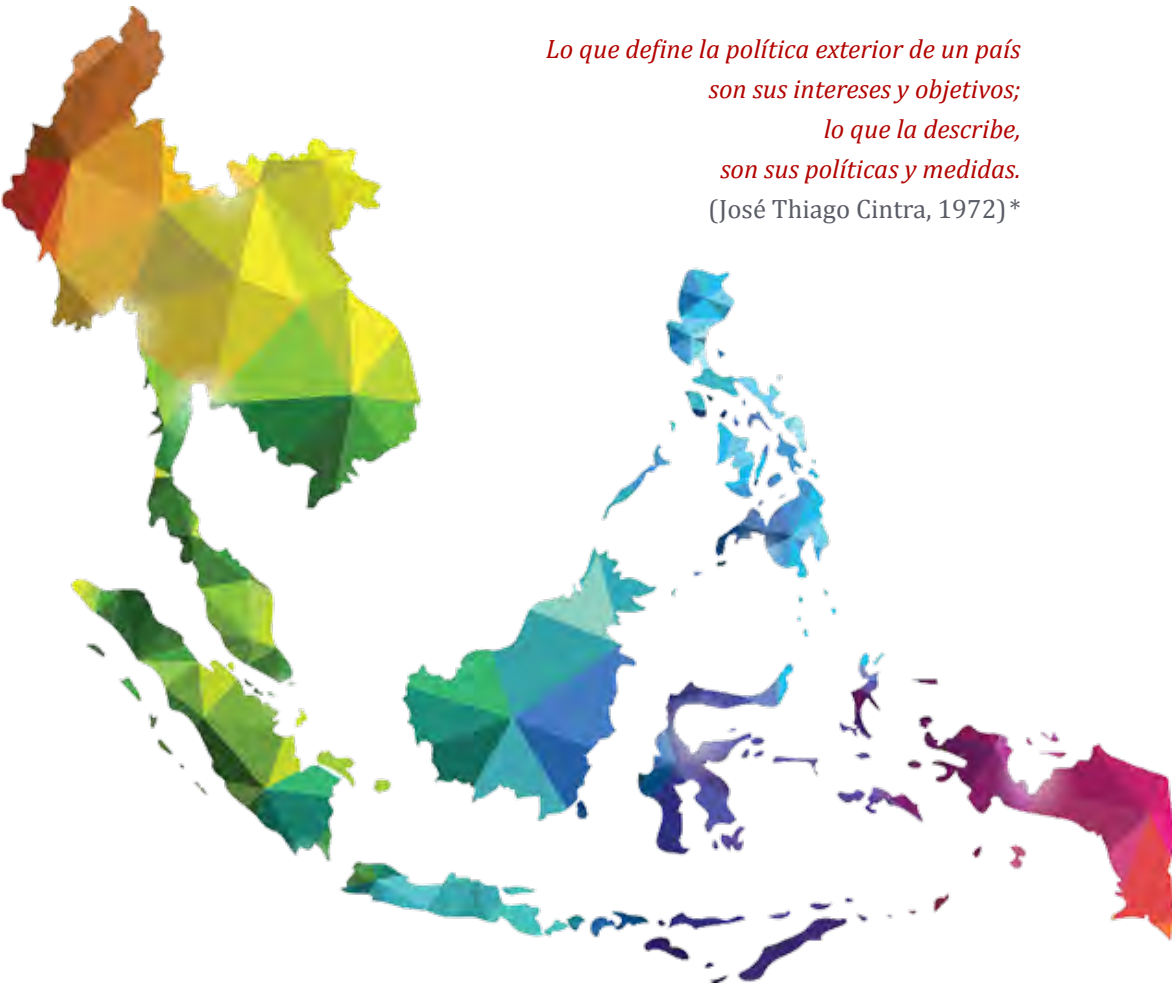 Lo que define la política exterior de un país
son sus intereses y objetivos;
lo que la describe,
son sus políticas y medidas.
(José Thiago Cintra, 1972)*